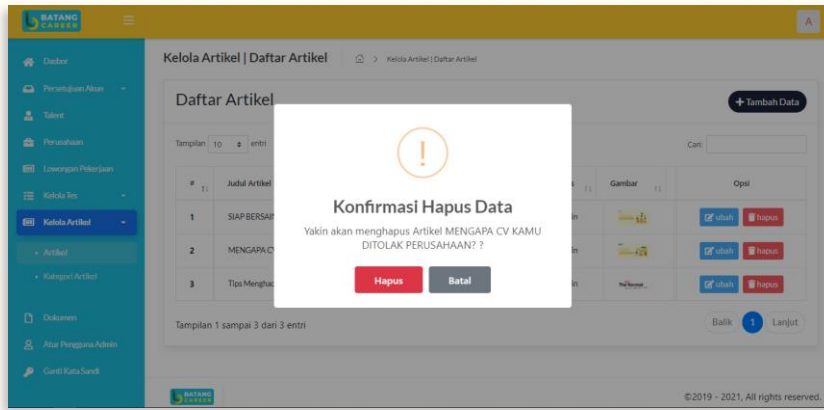 BATANG
CAREER
A
Dasbor
Persetujuan Akun
Talent
Perusahaan
Lowongan Pekerjaan
Kelola Tes
Kelola Artikel
Artikel
Kategori Artikel
Dokumen
Atur Pengguna Admin
Ganti Kata Sandi
Kelola Artikel | Daftar Artikel > Kelola Artikel | Daftar Artikel
Daftar Artikel
+ Tambah Data
Tampilan 10 entri
Cari:
# Judul Artikel Gambar Opsi
1 SIAP BERSAI ubah hapus
2 MENGAPA C ubah hapus
3 Tips Menghad ubah hapus
Tampilan 1 sampai 3 dari 3 entri
Balik 1 Lanjut
!
Konfirmasi Hapus Data
Yakin akan menghapus Artikel MENGAPA CV KAMU
DITOLAK PERUSAHAAN? ?
Hapus Batal
BATANG
CAREER
©2019 - 2021, All rights reserved.